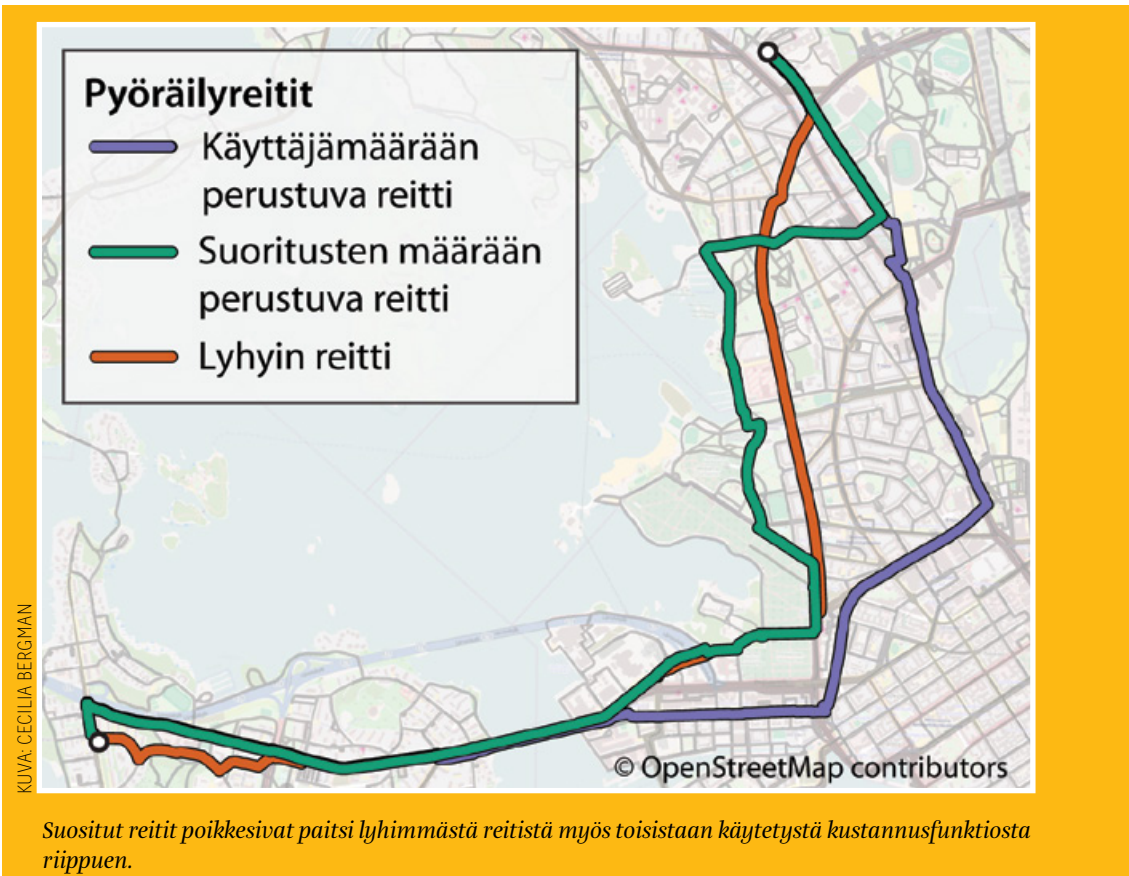 Pyöräilyreitit
Käyttäjämäärään
perustuva reitti
Suoritusten määrään
perustuva reitti
Lyhyin reitti
© OpenStreetMap contributors
KUVA: CECILIA BERGMAN
Suositut reitit poikkesivat paitsi lyhimmästä reitistä myös toisistaan käytetystä kustannusfunktiosta
riippuen.